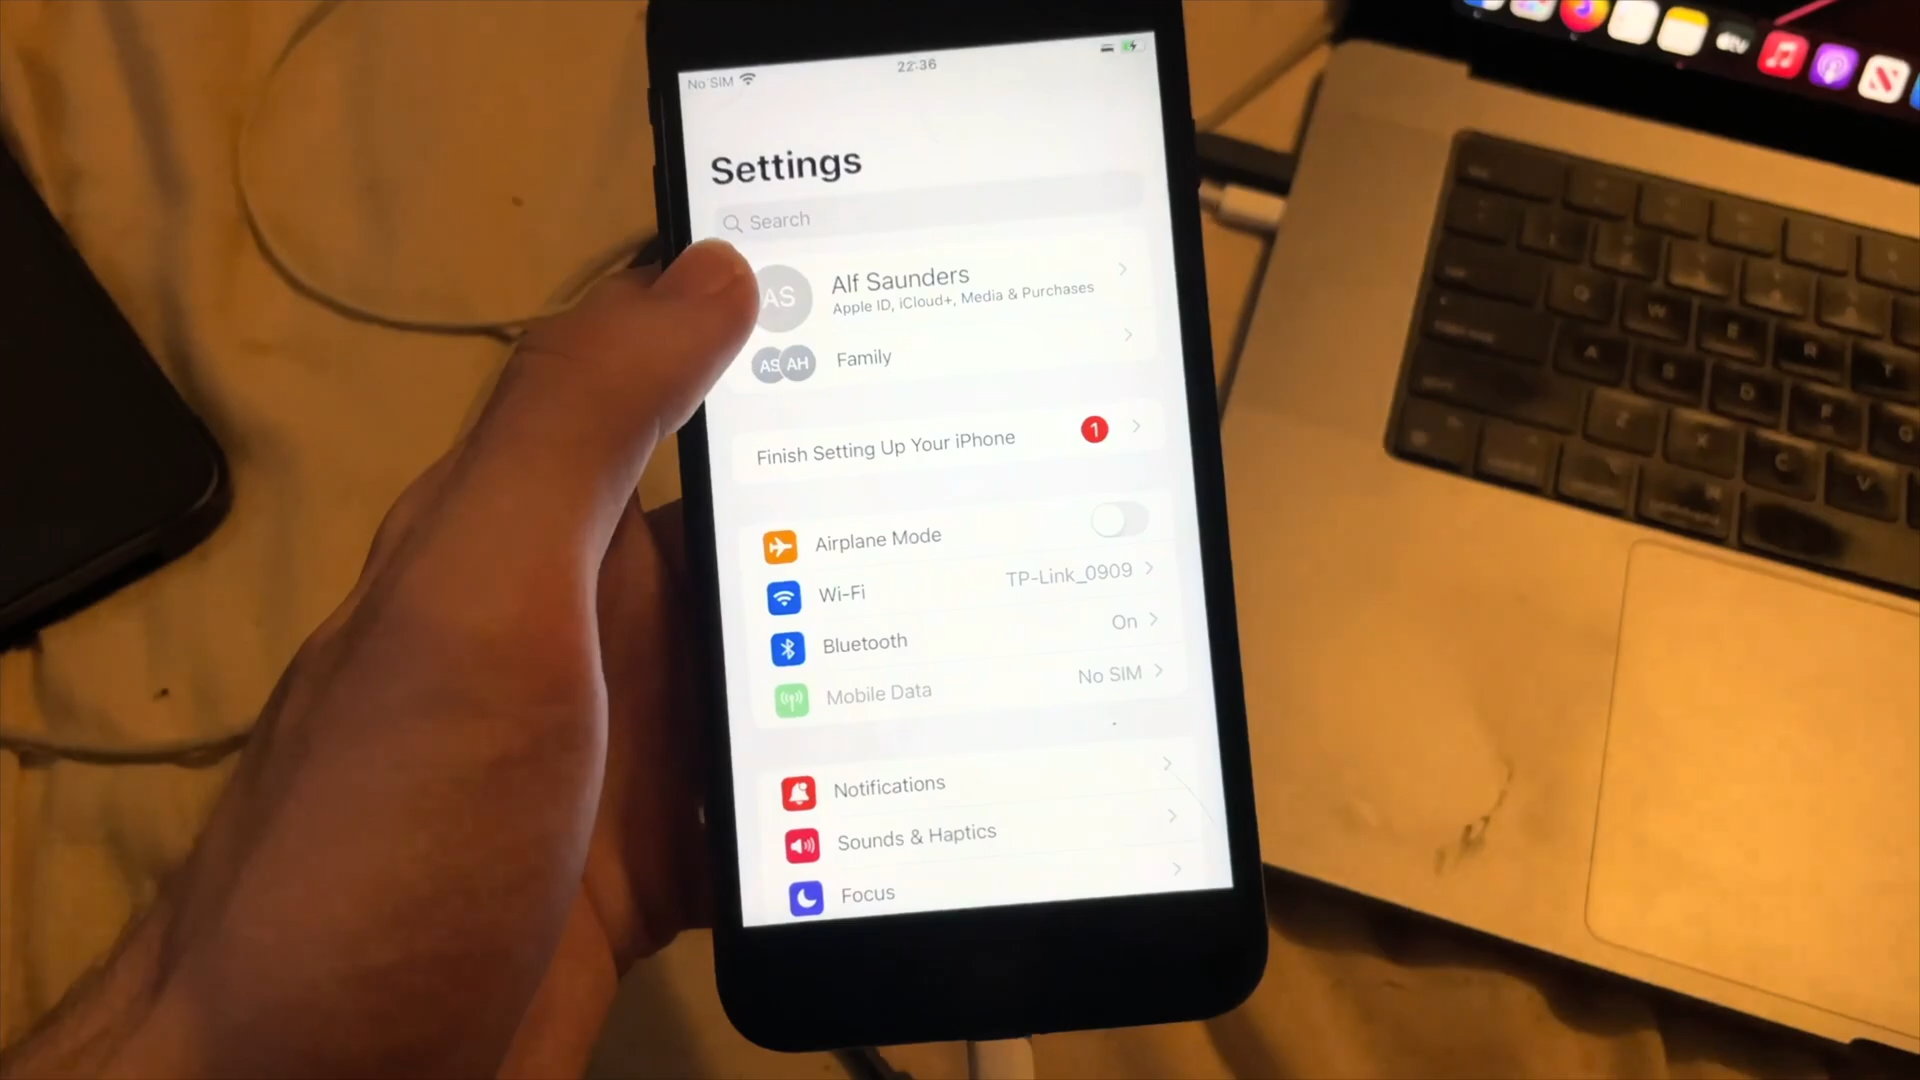 No SIM
22:36
Settings
Search
AS
Alf Saunders
Apple ID, iCloud+, Media & Purchases
AS AH
Family
Finish Setting Up Your iPhone
1
Airplane Mode
Wi-Fi
TP-Link_0909
Bluetooth
On
Mobile Data
No SIM
Notifications
Sounds & Haptics
Focus
tv
Q
W
E
R
T
A
S
D
F
G
Z
X
C
V